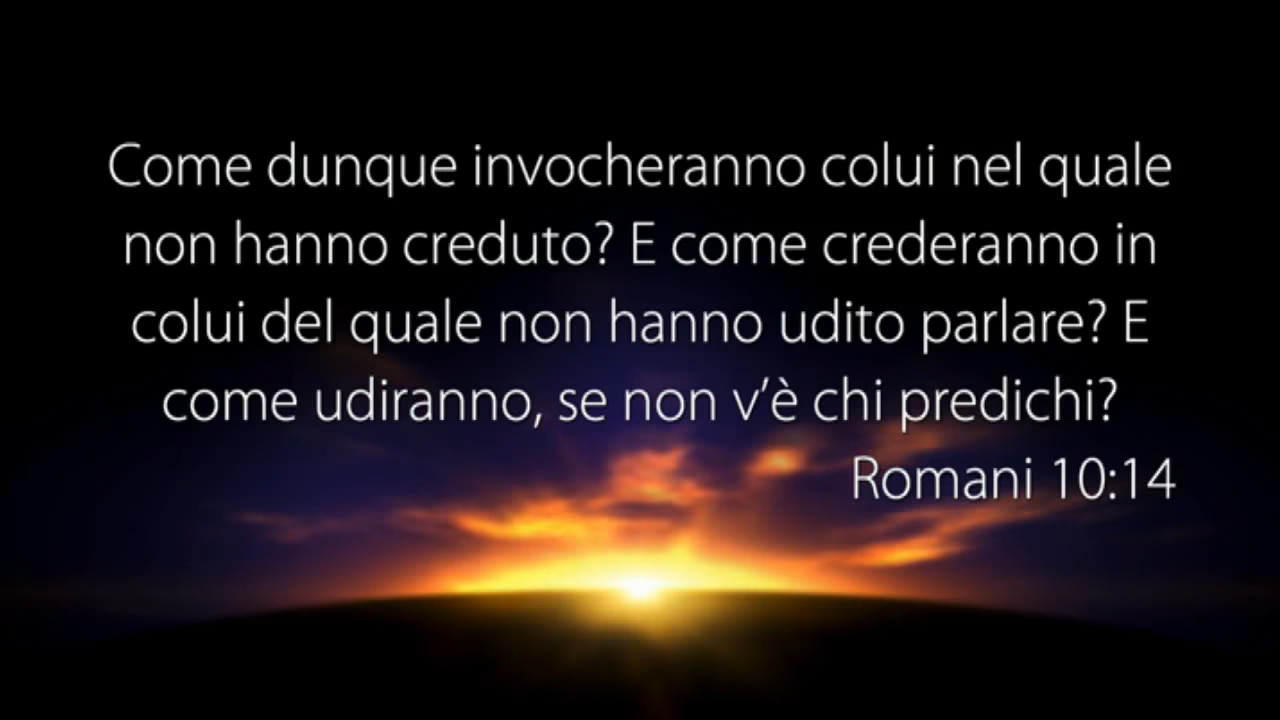 Come dunque invocheranno colui nel quale
non hanno creduto? E come crederanno in
colui del quale non hanno udito parlare? E
come udiranno, se non v’è chi predichi?
Romani 10:14